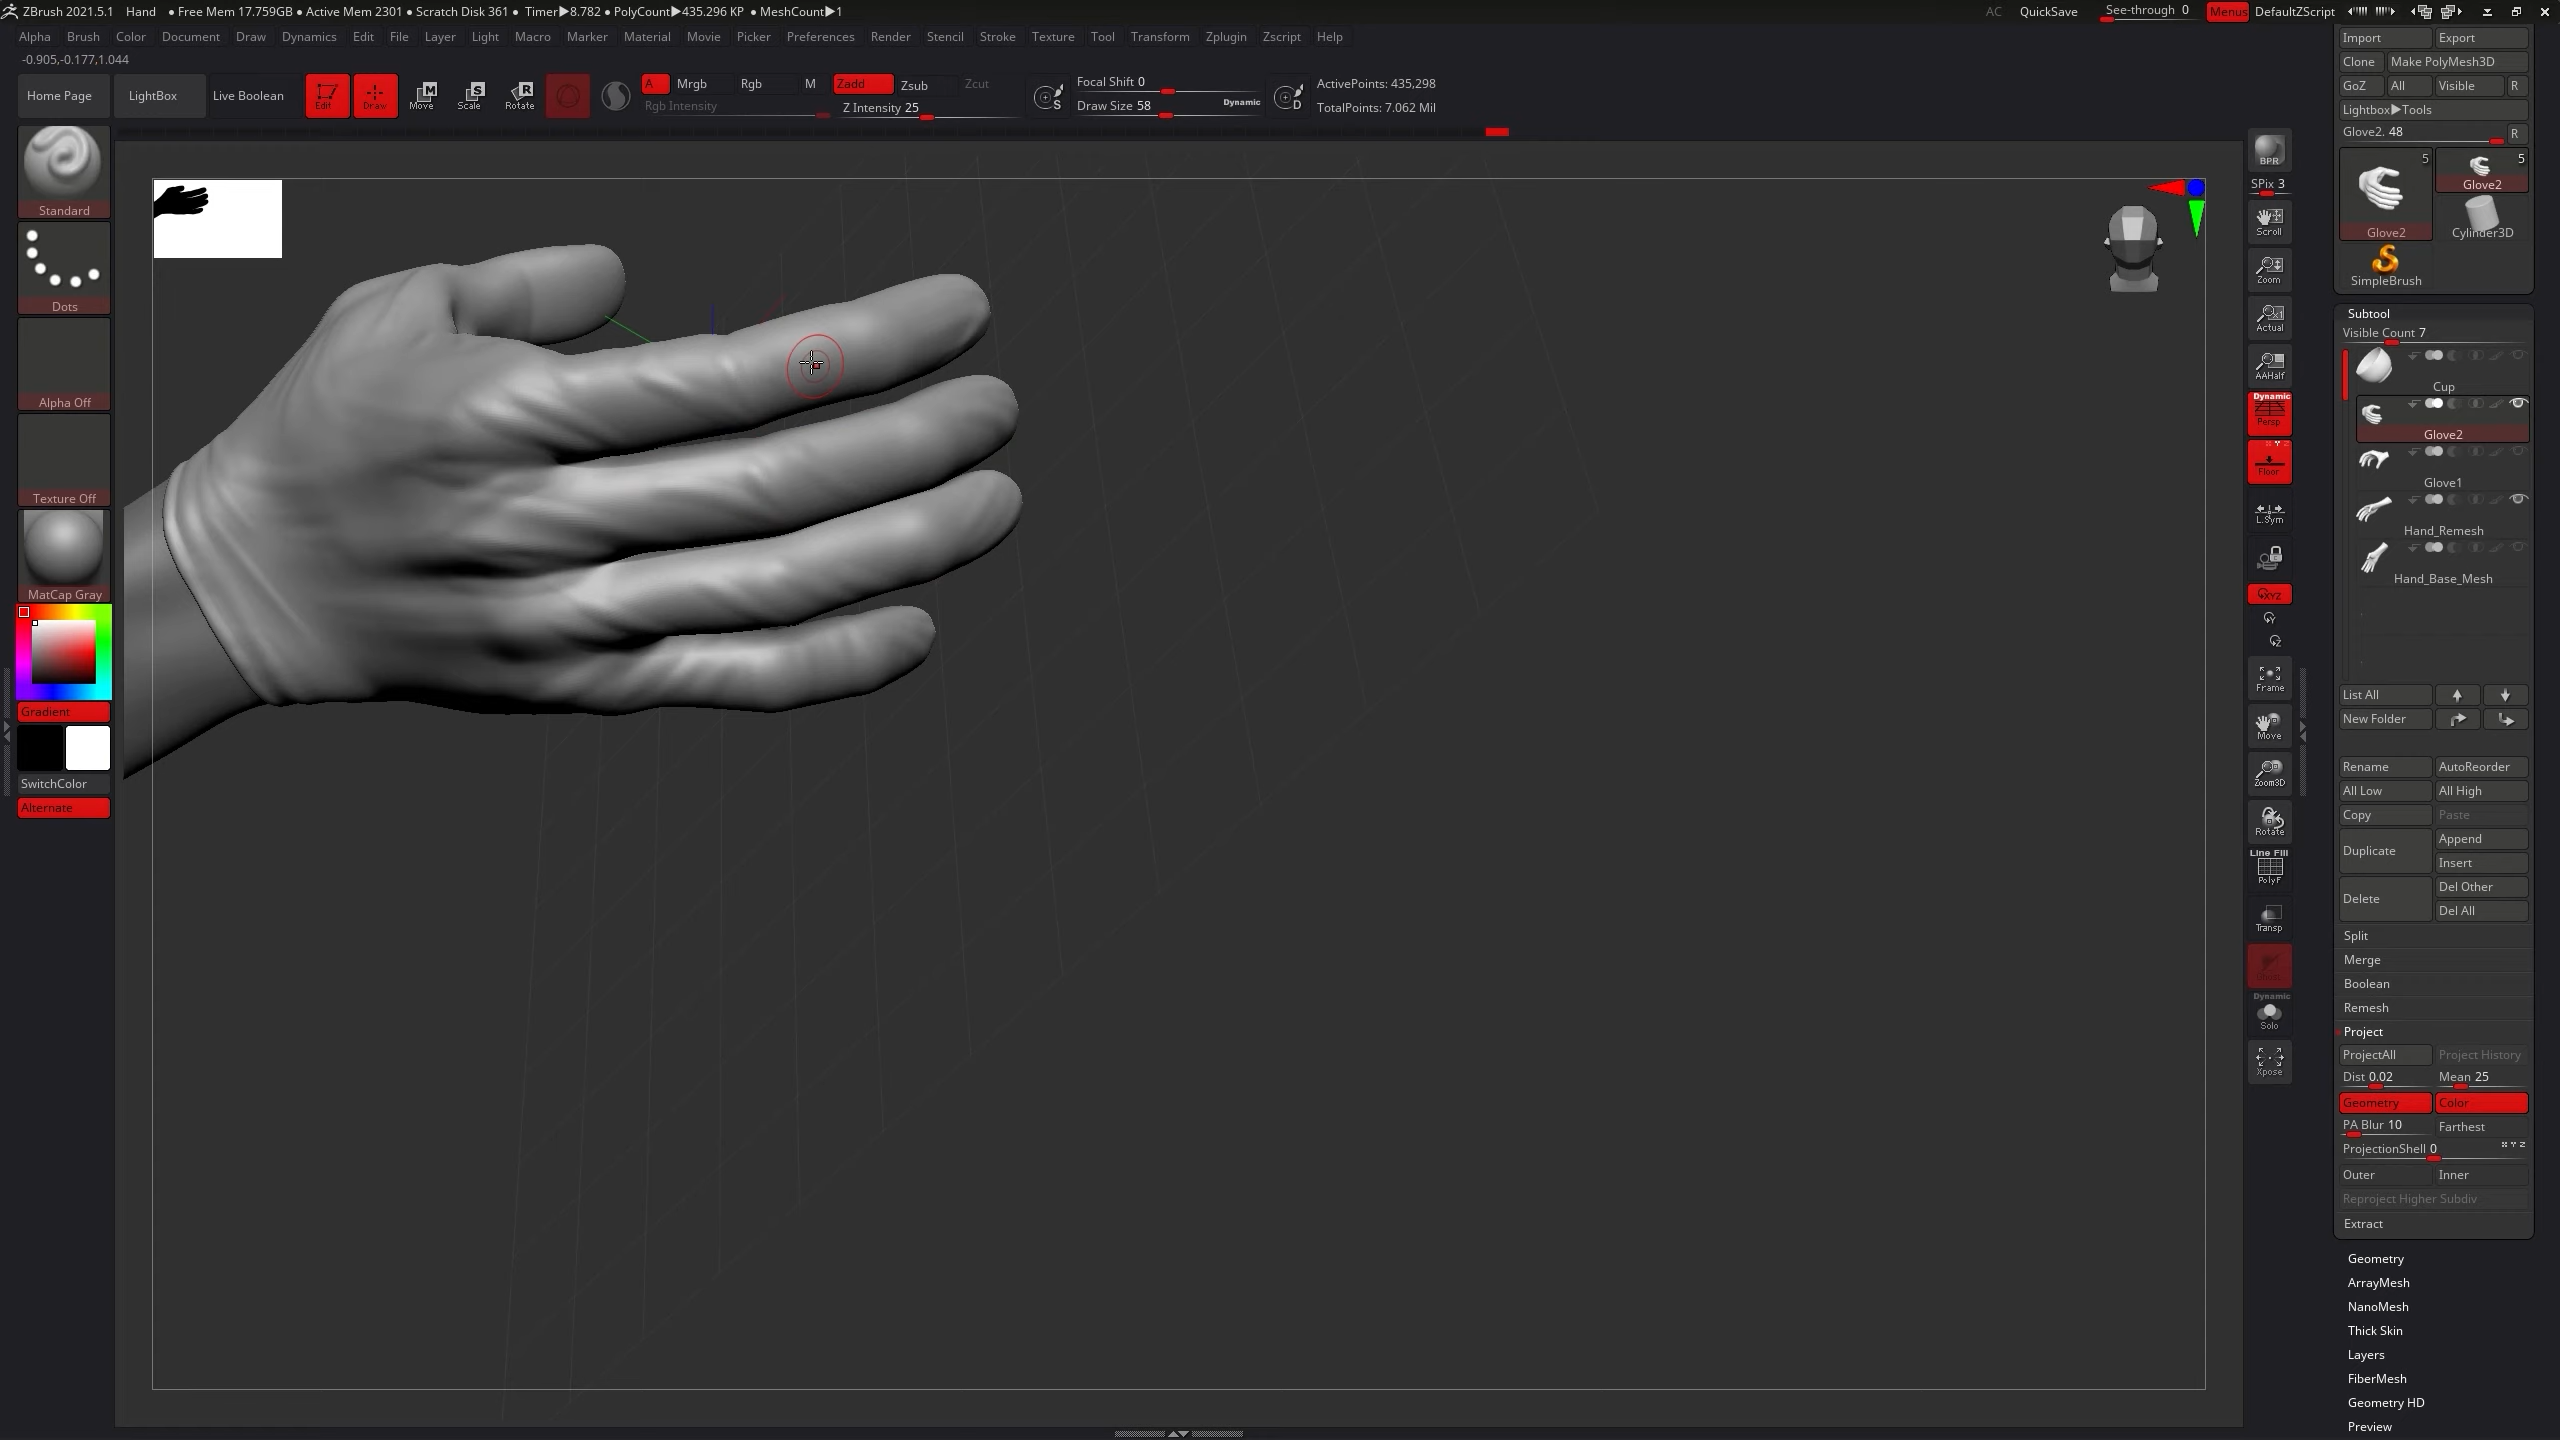 ZBrush 2021.5.1 Hand ● Free Mem 17.759GB ● Active Mem 2301 ● Scratch Disk 361 ● Timer▶8.782 ● PolyCount▶435.296 KP ● MeshCount▶1 AC QuickSave See-through 0 Menus DefaultZScript
Alpha Brush Color Document Draw Dynamics Edit File Layer Light Macro Marker Material Movie Picker Preferences Render Stencil Stroke Texture Tool Transform Zplugin Zscript Help
-0.905,-0.177,1.044
Home Page LightBox Live Boolean Edit Draw Move Scale Rotate
A Mrgb Rgb M Zadd Zsub Zcut
Rgb Intensity Z Intensity 25
Focal Shift 0
Draw Size 58 Dynamic
ActivePoints: 435,298
TotalPoints: 7.062 Mil
Standard
Dots
Alpha Off
Texture Off
MatCap Gray
Gradient
SwitchColor
Alternate
BPR
SPix 3
Scroll
Zoom
Actual
AAHalf
Dynamic
Persp
Floor
L.Sym
XYZ
Y
Z
Frame
Move
Zoom3D
Rotate
Line Fill
PolyF
Transp
Dynamic
Solo
Xpose
Import Export
Clone Make PolyMesh3D
GoZ All Visible R
Lightbox▶Tools
Glove2. 48 R
5 5
Glove2
Glove2 Cylinder3D
SimpleBrush
Subtool
Visible Count 7
Cup
Glove2
Glove1
Hand_Remesh
Hand_Base_Mesh
List All
New Folder
Rename AutoReorder
All Low All High
Copy Paste
Duplicate Append
Insert
Delete Del Other
Del All
Split
Merge
Boolean
Remesh
Project
ProjectAll Project History
Dist 0.02 Mean 25
Geometry Color
PA Blur 10 Farthest
ProjectionShell 0 X Y Z
Outer Inner
Reproject Higher Subdiv
Extract
Geometry
ArrayMesh
NanoMesh
Thick Skin
Layers
FiberMesh
Geometry HD
Preview